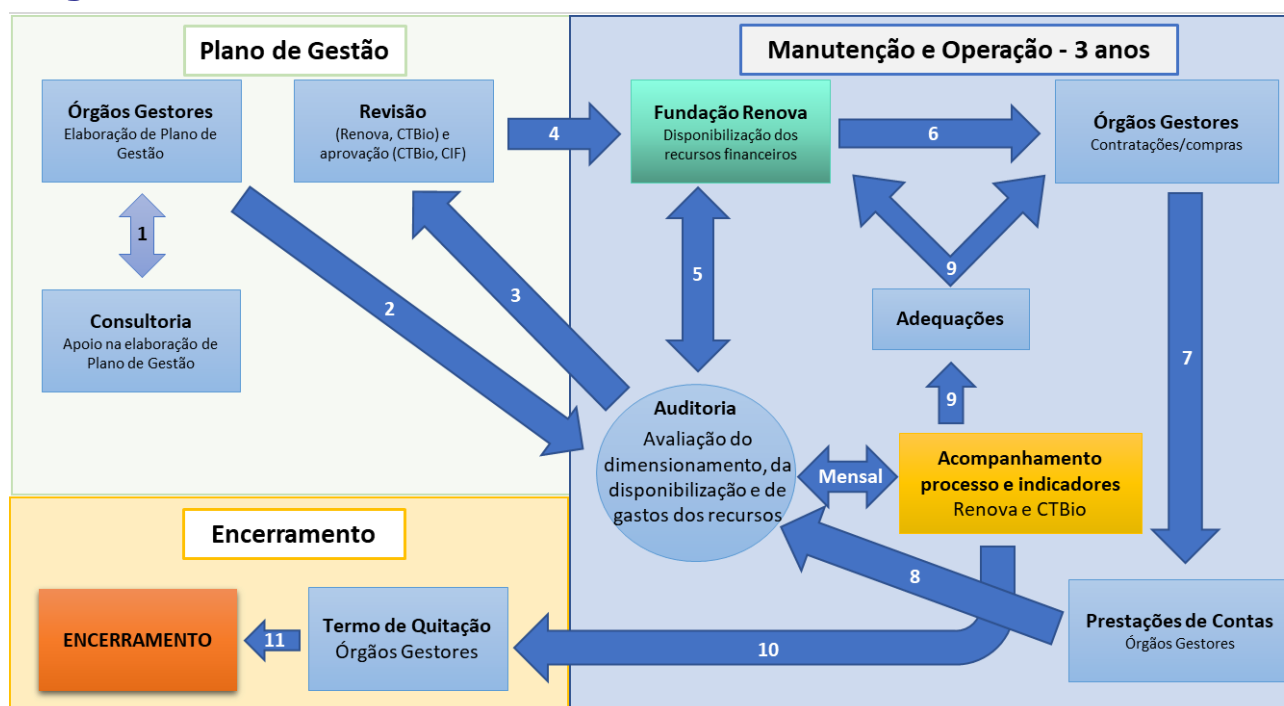 Plano de Gestão
Órgãos Gestores
Elaboração de Plano de
Gestão
1
Consultoria
Apoio na elaboração de
Plano de Gestão
Revisão
(Renova, CTBio) e
aprovação (CTBio, CIF)
2
3
4
Manutenção e Operação - 3 anos
Fundação Renova
Disponibilização dos
recursos financeiros
6
Órgãos Gestores
Contratações/compras
5
9
Adequações
9
7
Auditoria
Avaliação do
dimensionamento, da
disponibilização e de
gastos dos recursos
Mensal
Acompanhamento
processo e indicadores
Renova e CTBio
8
Prestações de Contas
Órgãos Gestores
10
Encerramento
Termo de Quitação
Órgãos Gestores
11
ENCERRAMENTO